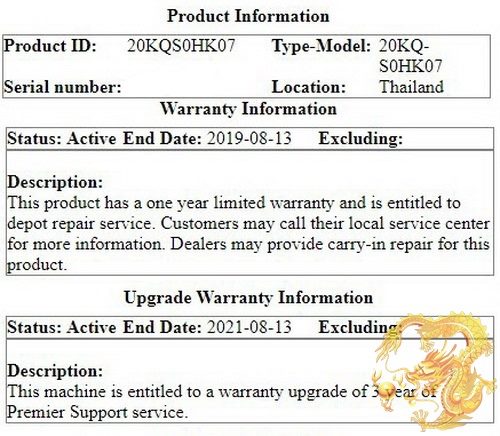 Product Information
Product ID: 20KQS0HK07 Type-Model: 20KQ-
S0HK07
Serial number: Location: Thailand
Warranty Information
Status: Active End Date: 2019-08-13 Excluding:
Description:
This product has a one year limited warranty and is entitled to
depot repair service. Customers may call their local service center
for more information. Dealers may provide carry-in repair for this
product.
Upgrade Warranty Information
Status: Active End Date: 2021-08-13 Excluding:
Description:
This machine is entitled to a warranty upgrade of 3 year of
Premier Support service.